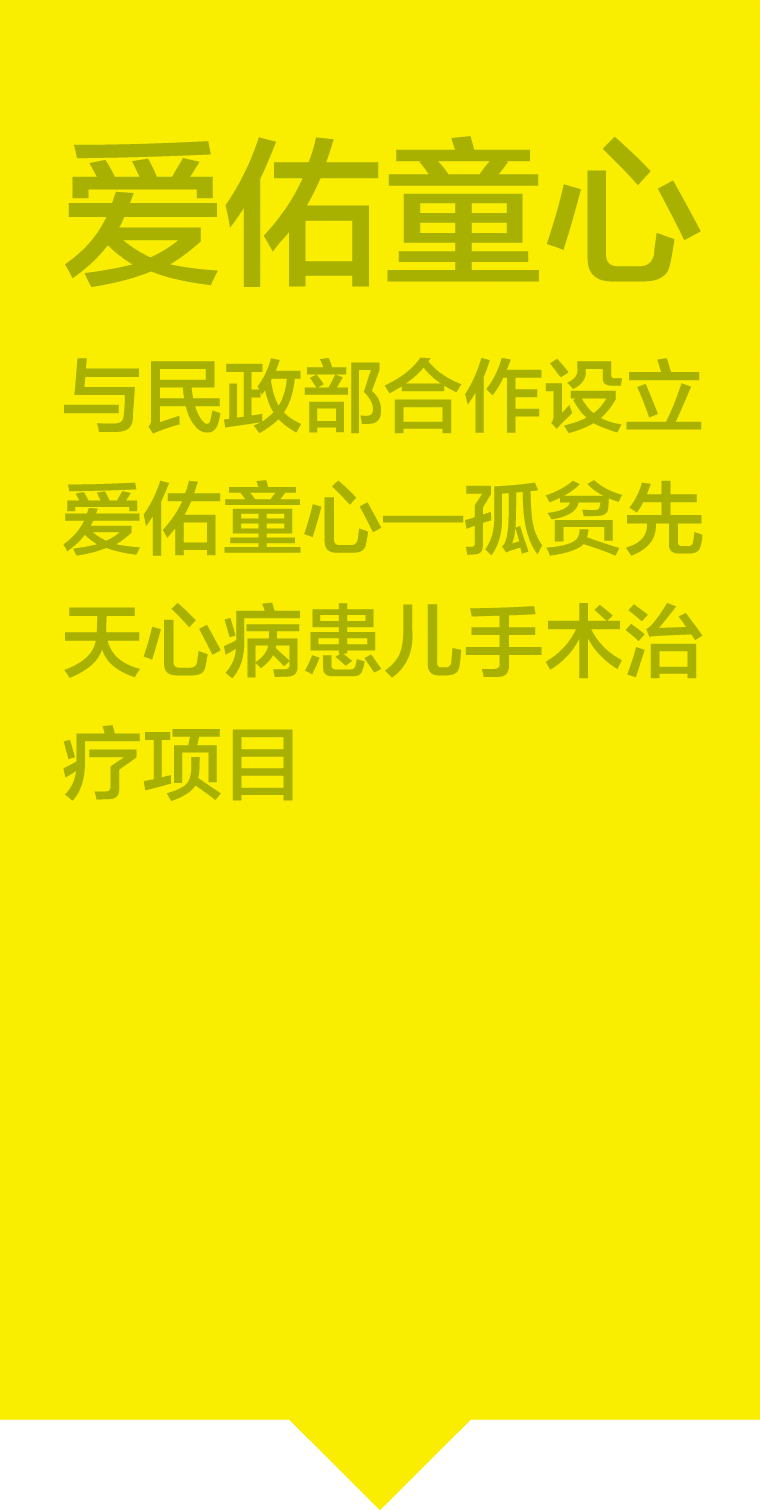 爱佑童心
与民政部合作设立
爱佑童心—孤贫先
天心病患儿手术治
疗项目